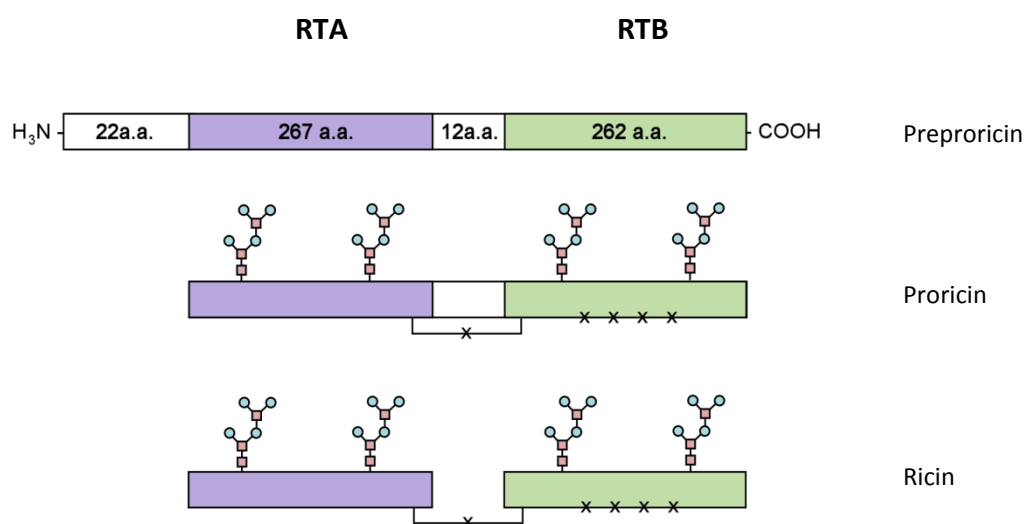 RTA RTB
H₃N 22a.a. 267 a.a. 12a.a. 262 a.a. COOH Preproricin
x x x x
x
Proricin
x x x x
x
Ricin